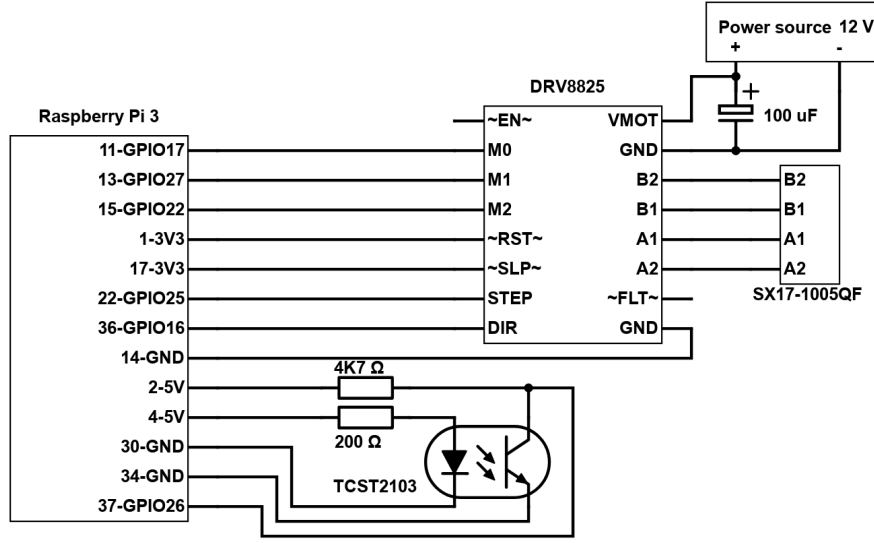 Power source 12 V
+ -
DRV8825
+
100 uF
Raspberry Pi 3
~EN~ VMOT
11-GPIO17 M0 GND
13-GPIO27 M1 B2 B2
15-GPIO22 M2 B1 B1
1-3V3 ~RST~ A1 A1
17-3V3 ~SLP~ A2 A2
22-GPIO25 STEP ~FLT~ SX17-1005QF
36-GPIO16 DIR GND
14-GND
4K7 Ω
2-5V
4-5V
200 Ω
30-GND
34-GND TCST2103
37-GPIO26